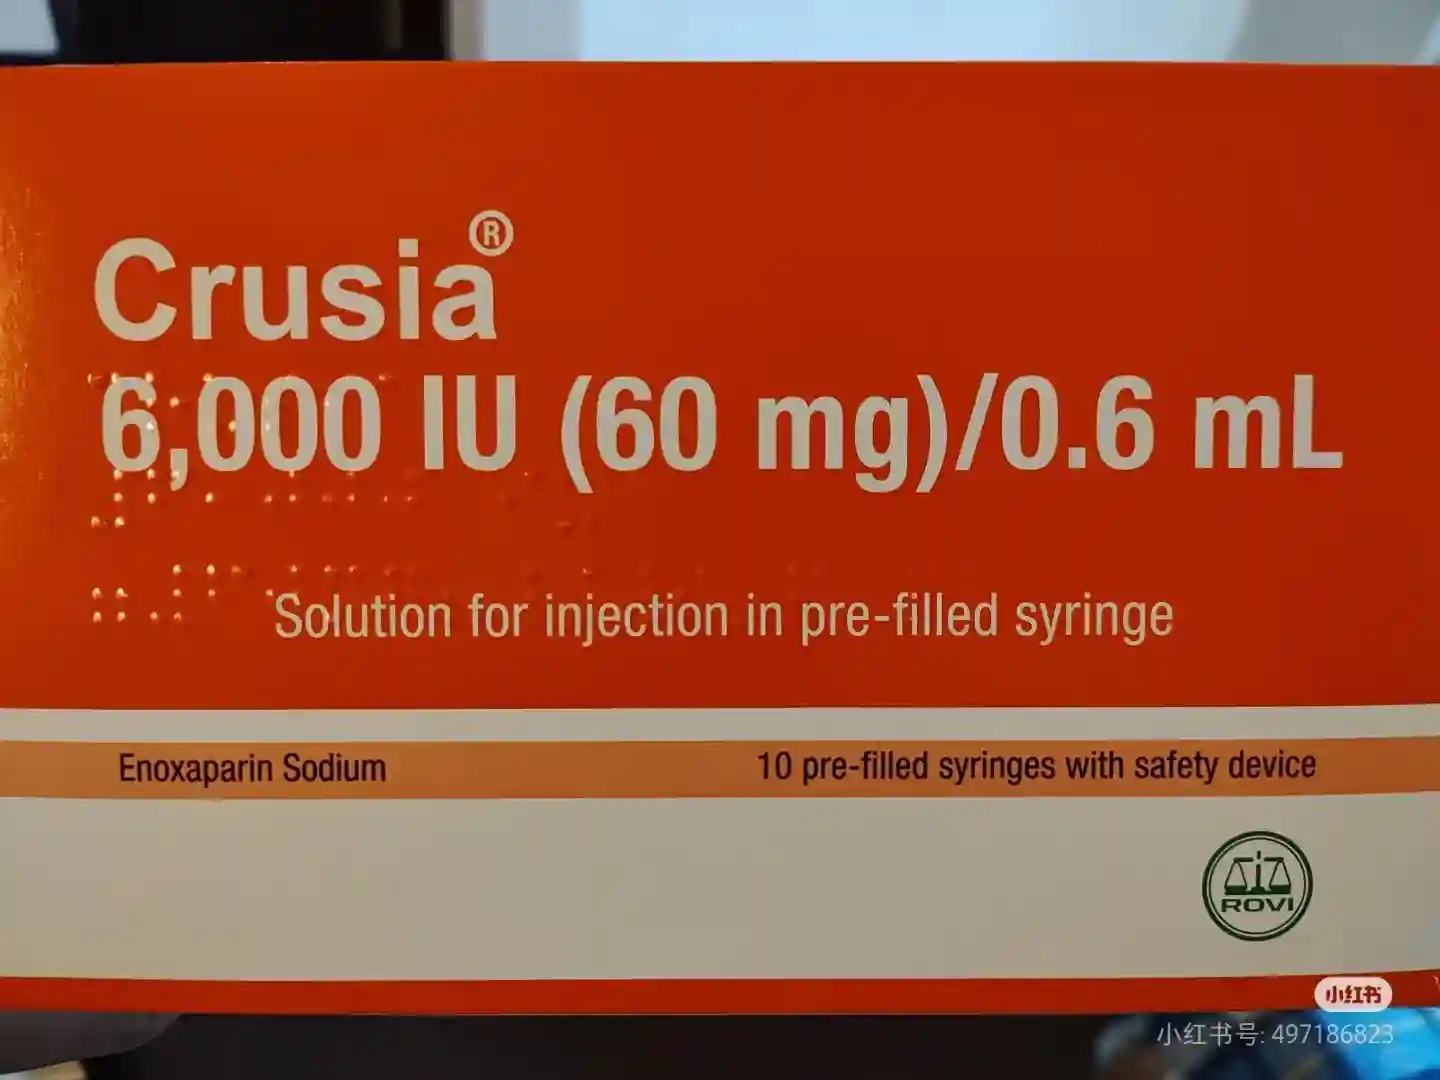 Crusia®
6,000 IU (60 mg)/0.6 mL
Solution for injection in pre-filled syringe
Enoxaparin Sodium
10 pre-filled syringes with safety device
ROVI
小红书
小红书号: 497186823